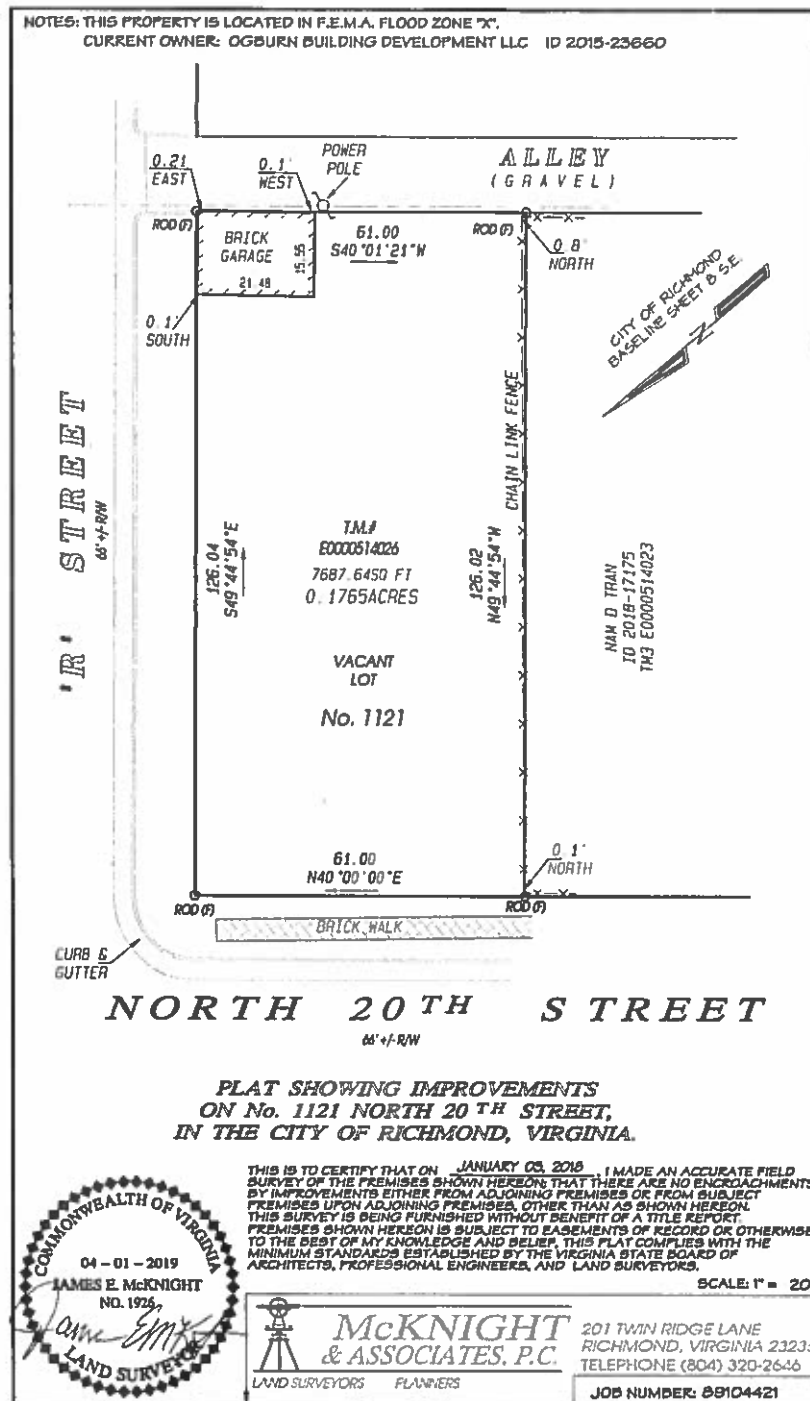 NOTES: THIS PROPERTY IS LOCATED IN F.E.M.A. FLOOD ZONE "X".
CURRENT OWNER: OGBURN BUILDING DEVELOPMENT LLC ID 2015-23660
ALLEY
(GRAVEL)
POWER
POLE
0.21
EAST
0.1'
WEST
ROD (F)
BRICK
GARAGE
15.55
21.48
61.00
S40°01'21"W
ROD (F)
0.8'
NORTH
0.1'
SOUTH
CITY OF RICHMOND
BASELINE SHEET 8 S.E.
N
'R' STREET
66'+/-R/W
CHAIN LINK FENCE
126.04
S49°44'54"E
T.M.#
E0000514026
7687.64SQ FT
0.1765ACRES
126.02
N49°44'54"W
NAM D TRAN
ID 2018-17175
TM3 E0000514023
VACANT
LOT
No. 1121
61.00
N40°00'00"E
0.1'
NORTH
ROD (F)
ROD (F)
BRICK WALK
CURB &
GUTTER
NORTH 20TH STREET
66'+/-R/W
PLAT SHOWING IMPROVEMENTS
ON No. 1121 NORTH 20TH STREET,
IN THE CITY OF RICHMOND, VIRGINIA.
THIS IS TO CERTIFY THAT ON JANUARY 03, 2018, I MADE AN ACCURATE FIELD
SURVEY OF THE PREMISES SHOWN HEREON; THAT THERE ARE NO ENCROACHMENTS
BY IMPROVEMENTS EITHER FROM ADJOINING PREMISES OR FROM SUBJECT
PREMISES UPON ADJOINING PREMISES, OTHER THAN AS SHOWN HEREON.
THIS SURVEY IS BEING FURNISHED WITHOUT BENEFIT OF A TITLE REPORT.
PREMISES SHOWN HEREON IS SUBJECT TO EASEMENTS OF RECORD OR OTHERWISE
TO THE BEST OF MY KNOWLEDGE AND BELIEF, THIS PLAT COMPLIES WITH THE
MINIMUM STANDARDS ESTABLISHED BY THE VIRGINIA STATE BOARD OF
ARCHITECTS, PROFESSIONAL ENGINEERS, AND LAND SURVEYORS.
SCALE: 1" = 20
COMMONWEALTH OF VIRGINIA
04-01-2019
JAMES E. McKNIGHT
NO. 1926
LAND SURVEYOR
McKNIGHT
& ASSOCIATES, P.C.
LAND SURVEYORS PLANNERS
201 TWIN RIDGE LANE
RICHMOND, VIRGINIA 23235
TELEPHONE (804) 320-2646
JOB NUMBER: 89104421